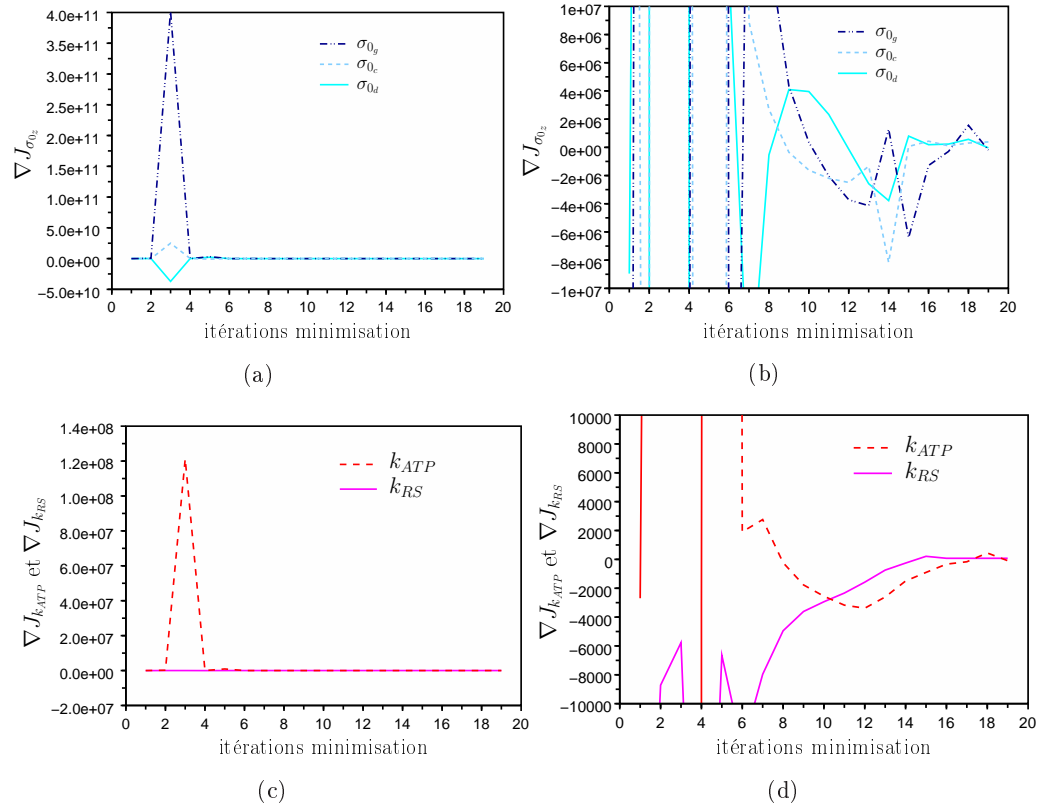 4.0e+11
3.5e+11
3.0e+11
2.5e+11
2.0e+11
1.5e+11
1.0e+11
5.0e+10
0.0e+00
−5.0e+10
∇J_{σ_{0_z}}
σ_{0_g}
σ_{0_c}
σ_{0_d}
0 2 4 6 8 10 12 14 16 18 20
itérations minimisation
(a)
1e+07
8e+06
6e+06
4e+06
2e+06
0e+00
−2e+06
−4e+06
−6e+06
−8e+06
−1e+07
∇J_{σ_{0_z}}
σ_{0_g}
σ_{0_c}
σ_{0_d}
0 2 4 6 8 10 12 14 16 18 20
itérations minimisation
(b)
1.4e+08
1.2e+08
1.0e+08
8.0e+07
6.0e+07
4.0e+07
2.0e+07
0.0e+00
−2.0e+07
∇J_{k_{ATP}} et ∇J_{k_{RS}}
k_{ATP}
k_{RS}
0 2 4 6 8 10 12 14 16 18 20
itérations minimisation
(c)
10000
8000
6000
4000
2000
0
−2000
−4000
−6000
−8000
−10000
∇J_{k_{ATP}} et ∇J_{k_{RS}}
k_{ATP}
k_{RS}
0 2 4 6 8 10 12 14 16 18 20
itérations minimisation
(d)